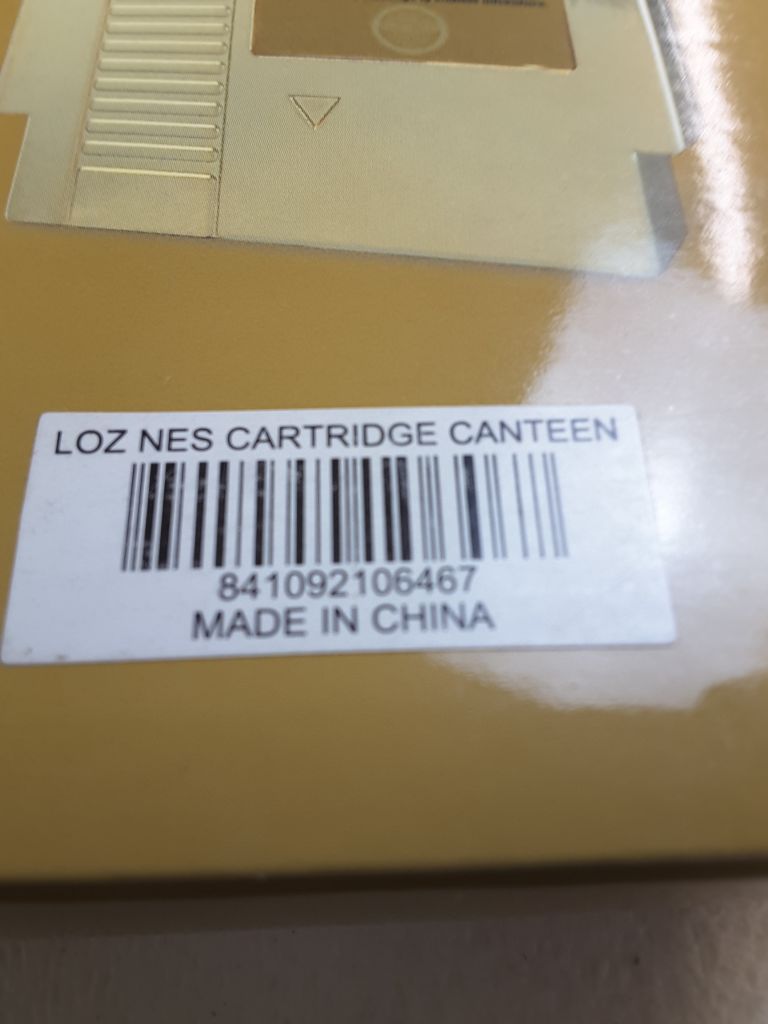 LOZ NES CARTRIDGE CANTEEN
841092106467
MADE IN CHINA